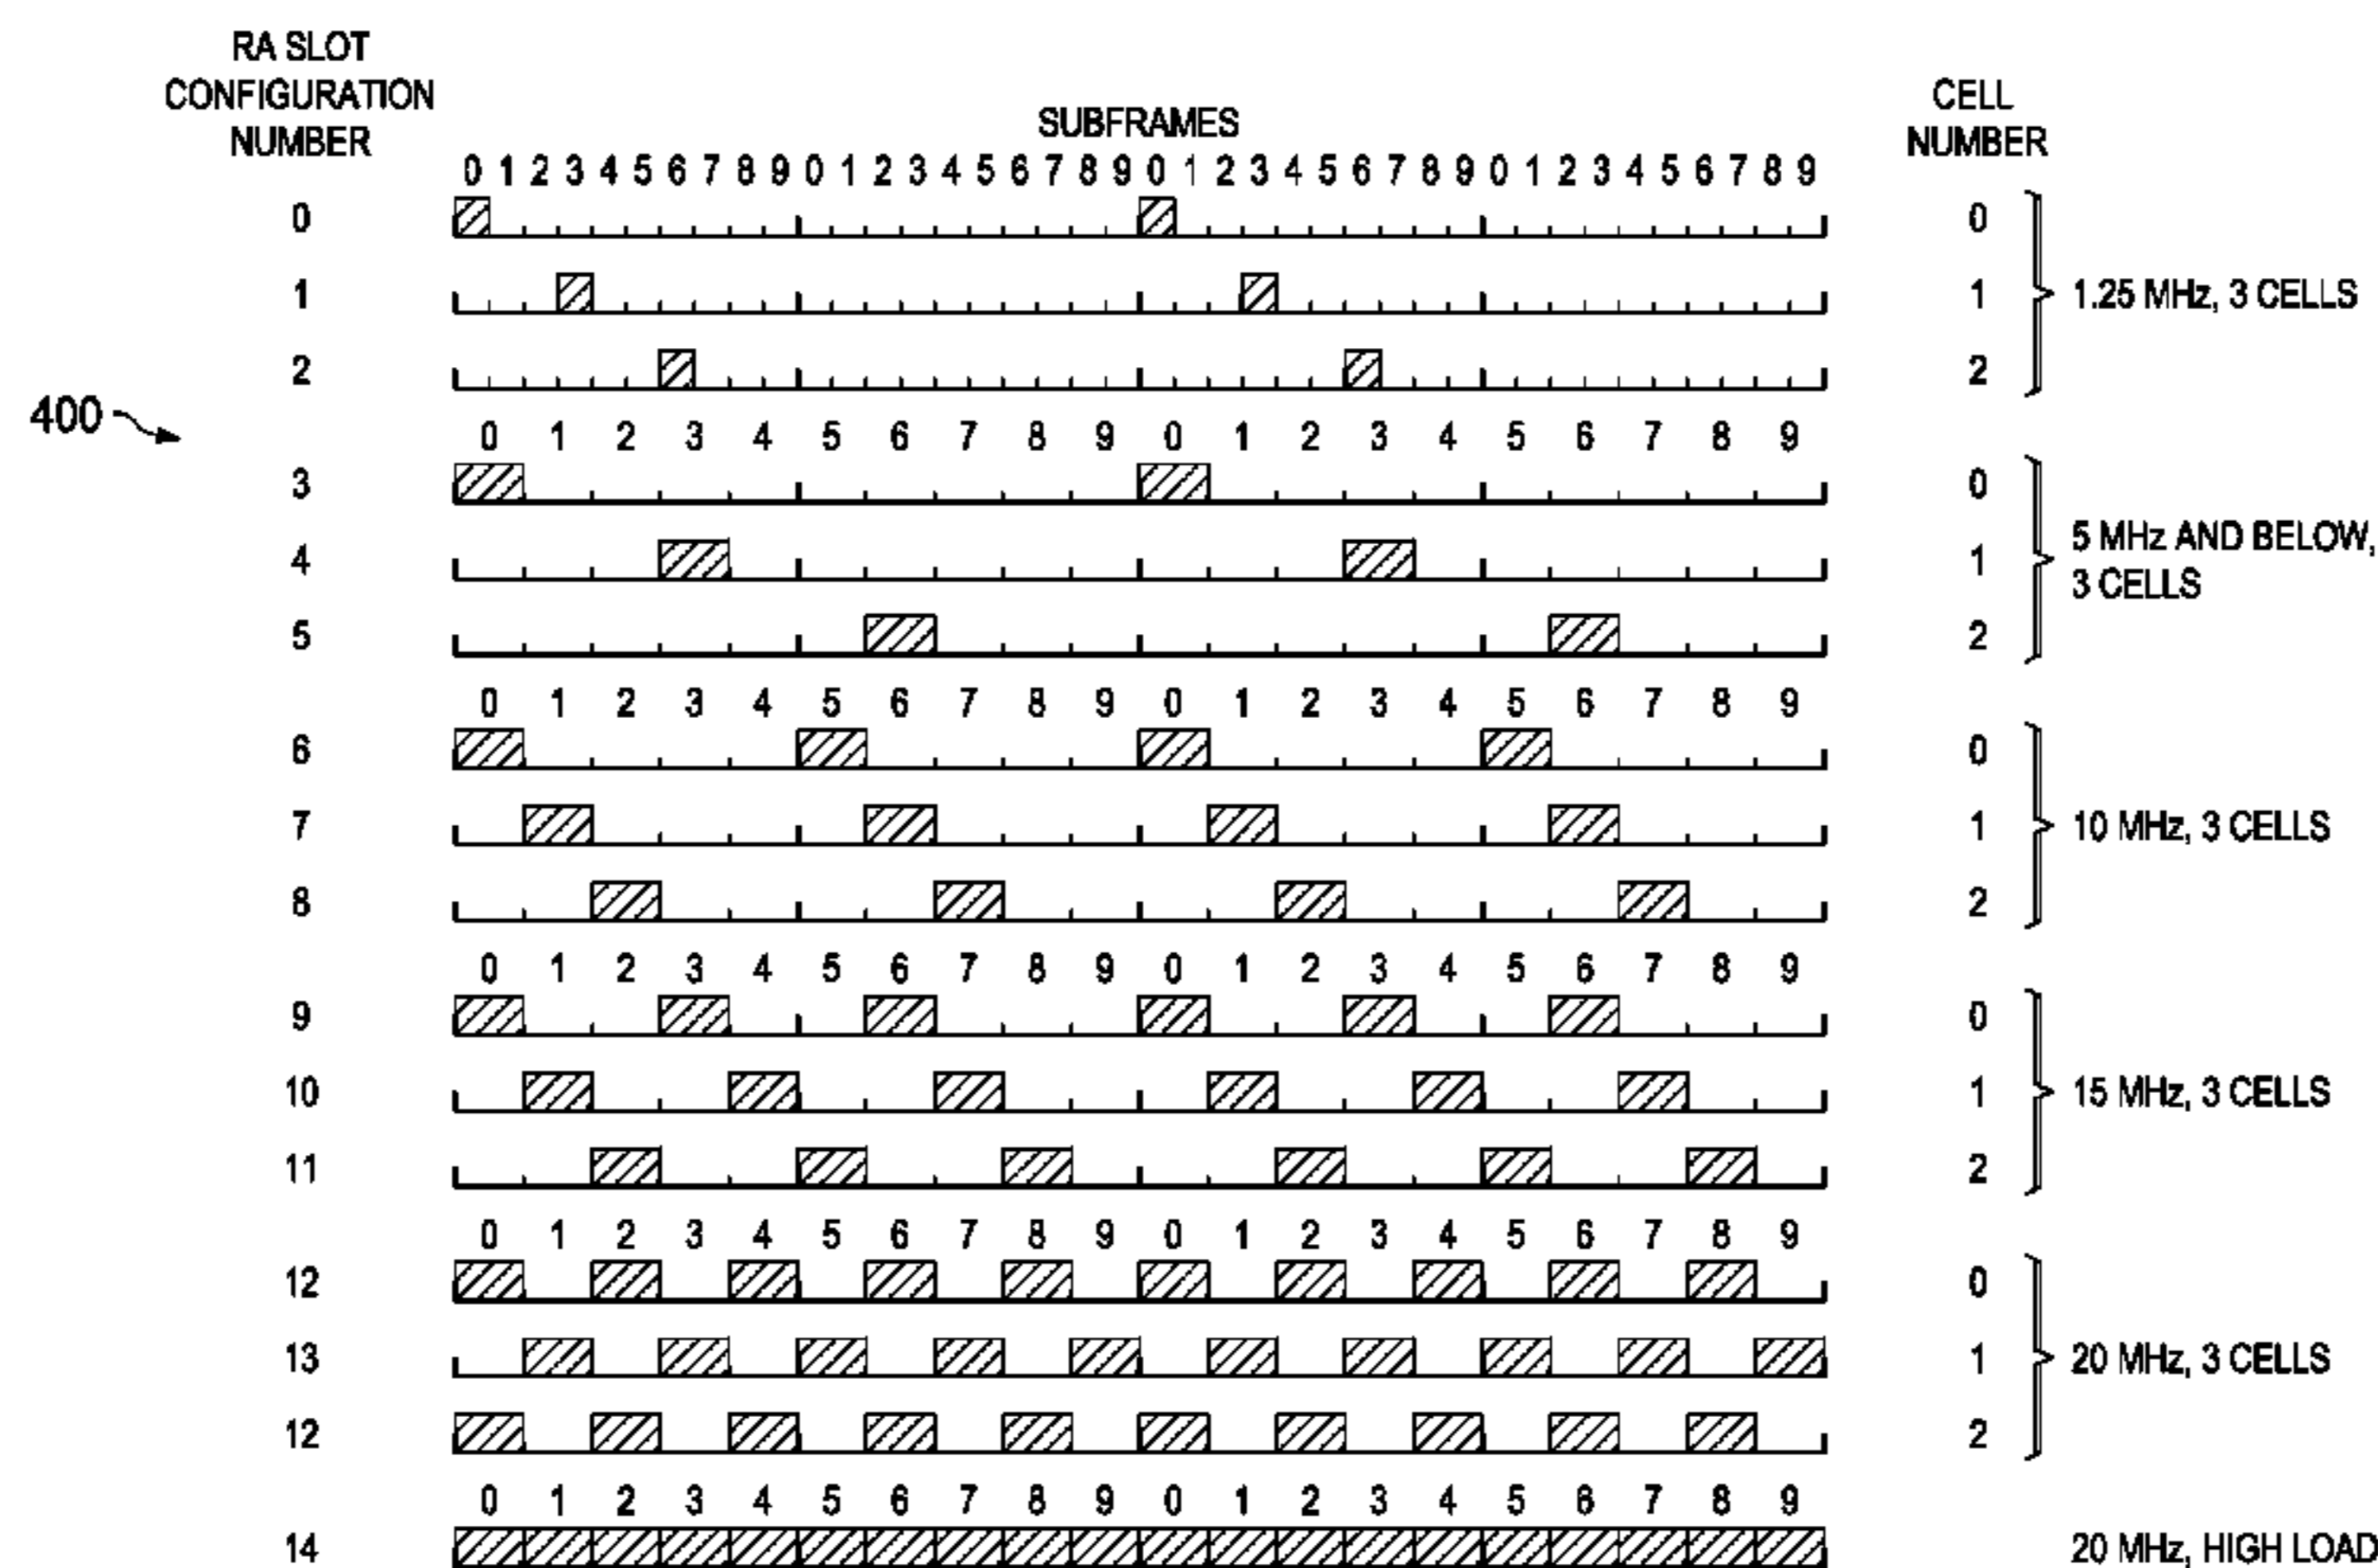 RA SLOT
CONFIGURATION
NUMBER
SUBFRAMES
CELL
NUMBER
0 1 2 3 4 5 6 7 8 9 0 1 2 3 4 5 6 7 8 9 0 1 2 3 4 5 6 7 8 9 0 1 2 3 4 5 6 7 8 9
0 0
1 1 1.25 MHz, 3 CELLS
2 2
400
0 1 2 3 4 5 6 7 8 9 0 1 2 3 4 5 6 7 8 9
3 0
4 1 5 MHz AND BELOW,
3 CELLS
5 2
0 1 2 3 4 5 6 7 8 9 0 1 2 3 4 5 6 7 8 9
6 0
7 1 10 MHz, 3 CELLS
8 2
0 1 2 3 4 5 6 7 8 9 0 1 2 3 4 5 6 7 8 9
9 0
10 1 15 MHz, 3 CELLS
11 2
0 1 2 3 4 5 6 7 8 9 0 1 2 3 4 5 6 7 8 9
12 0
13 1 20 MHz, 3 CELLS
12 2
0 1 2 3 4 5 6 7 8 9 0 1 2 3 4 5 6 7 8 9
14 20 MHz, HIGH LOAD